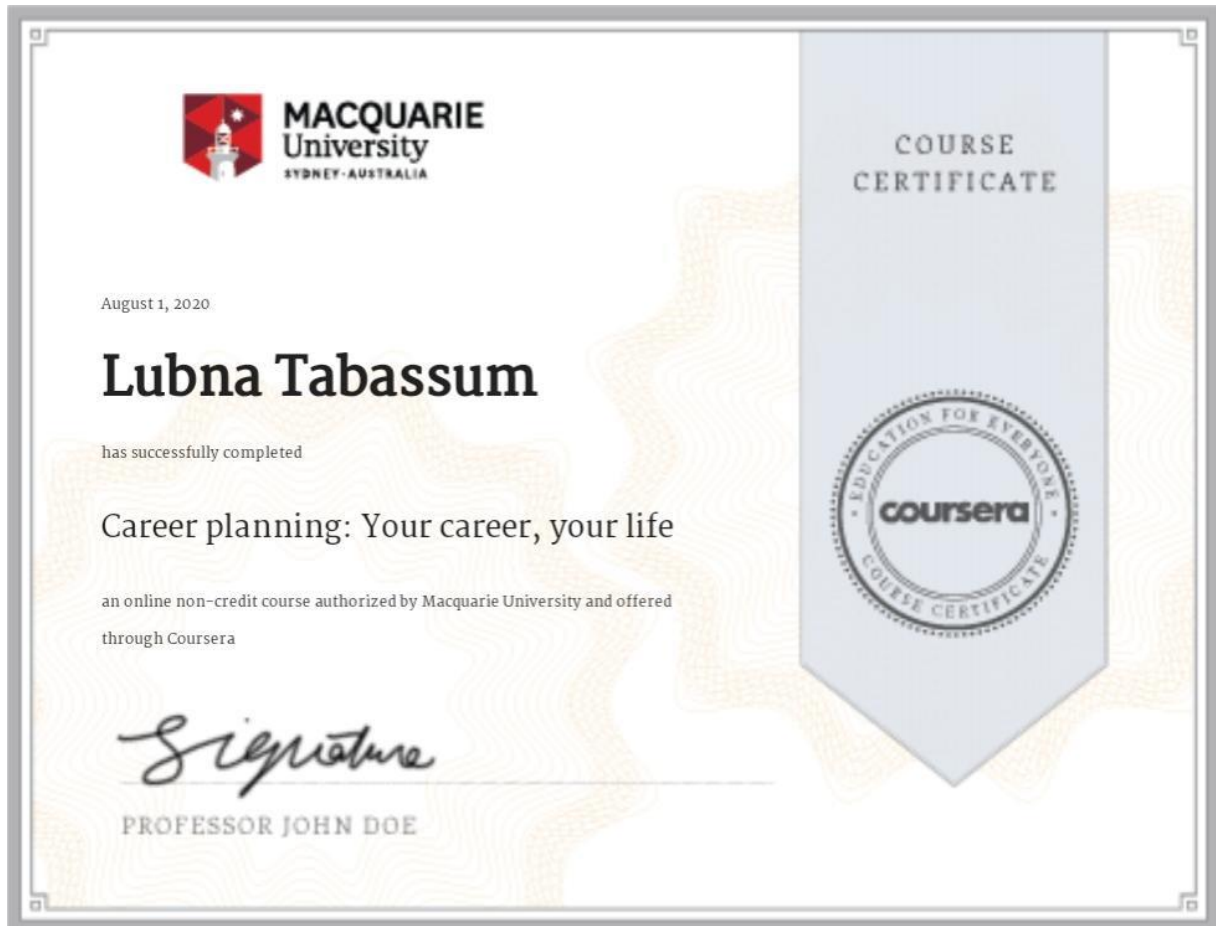 MACQUARIE
University
SYDNEY-AUSTRALIA
COURSE
CERTIFICATE
August 1, 2020
Lubna Tabassum
has successfully completed
Career planning: Your career, your life
an online non-credit course authorized by Macquarie University and offered
through Coursera
EDUCATION FOR EVERYONE
coursera
COURSE CERTIFICATE
Signature
PROFESSOR JOHN DOE